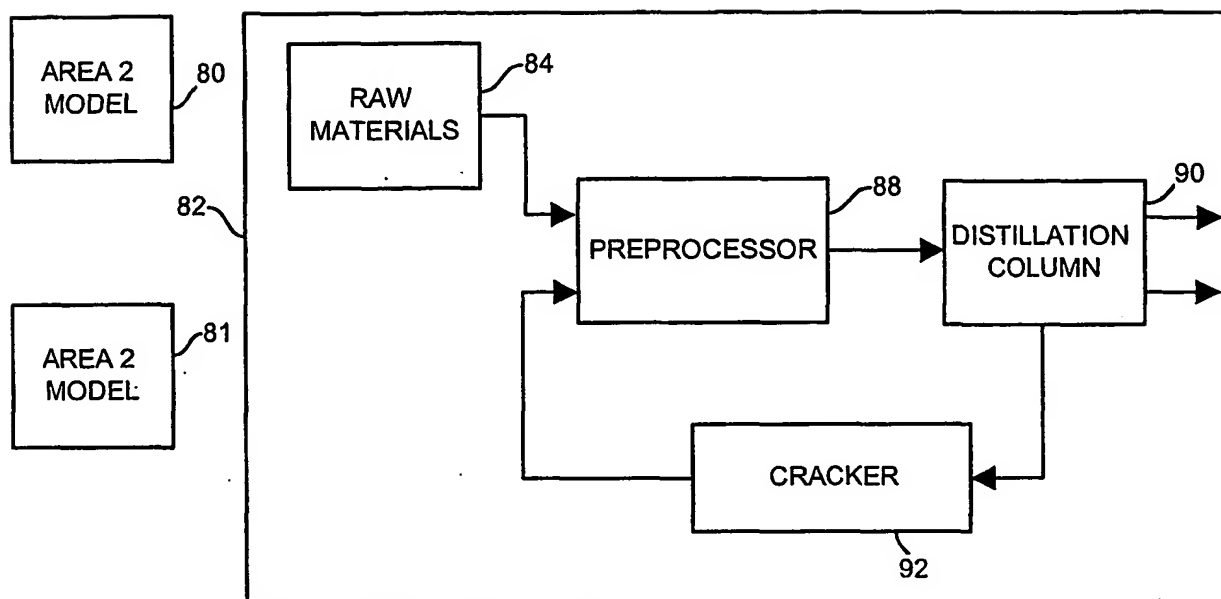 AREA 2
MODEL
80
82
81
AREA 2
MODEL
RAW
MATERIALS
84
PREPROCESSOR
88
DISTILLATION
COLUMN
90
CRACKER
92